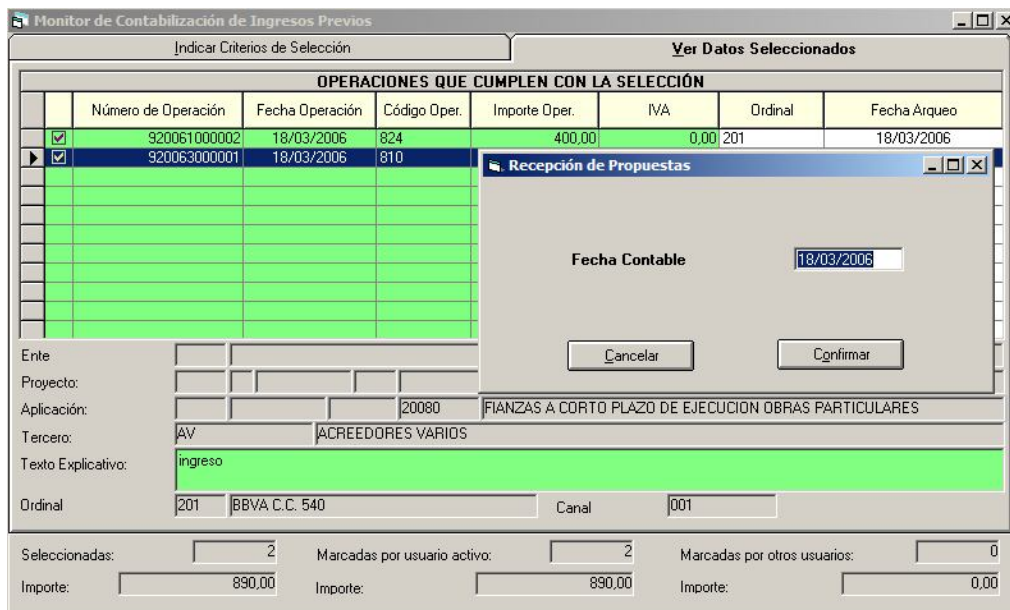 Monitor de Contabilización de Ingresos Previos
Indicar Criterios de Selección Ver Datos Seleccionados
OPERACIONES QUE CUMPLEN CON LA SELECCIÓN
Número de Operación Fecha Operación Código Oper. Importe Oper. IVA Ordinal Fecha Arqueo
920061000002 18/03/2006 824 400,00 0,00 201 18/03/2006
920063000001 18/03/2006 810
Recepción de Propuestas
Fecha Contable 18/03/2006
Cancelar Confirmar
Ente
Proyecto:
Aplicación: 20080 FIANZAS A CORTO PLAZO DE EJECUCION OBRAS PARTICULARES
Tercero: AV ACREEDORES VARIOS
Texto Explicativo: ingreso
Ordinal 201 BBVA C.C. 540 Canal 001
Seleccionadas: 2 Marcadas por usuario activo: 2 Marcadas por otros usuarios: 0
Importe: 890,00 Importe: 890,00 Importe: 0,00